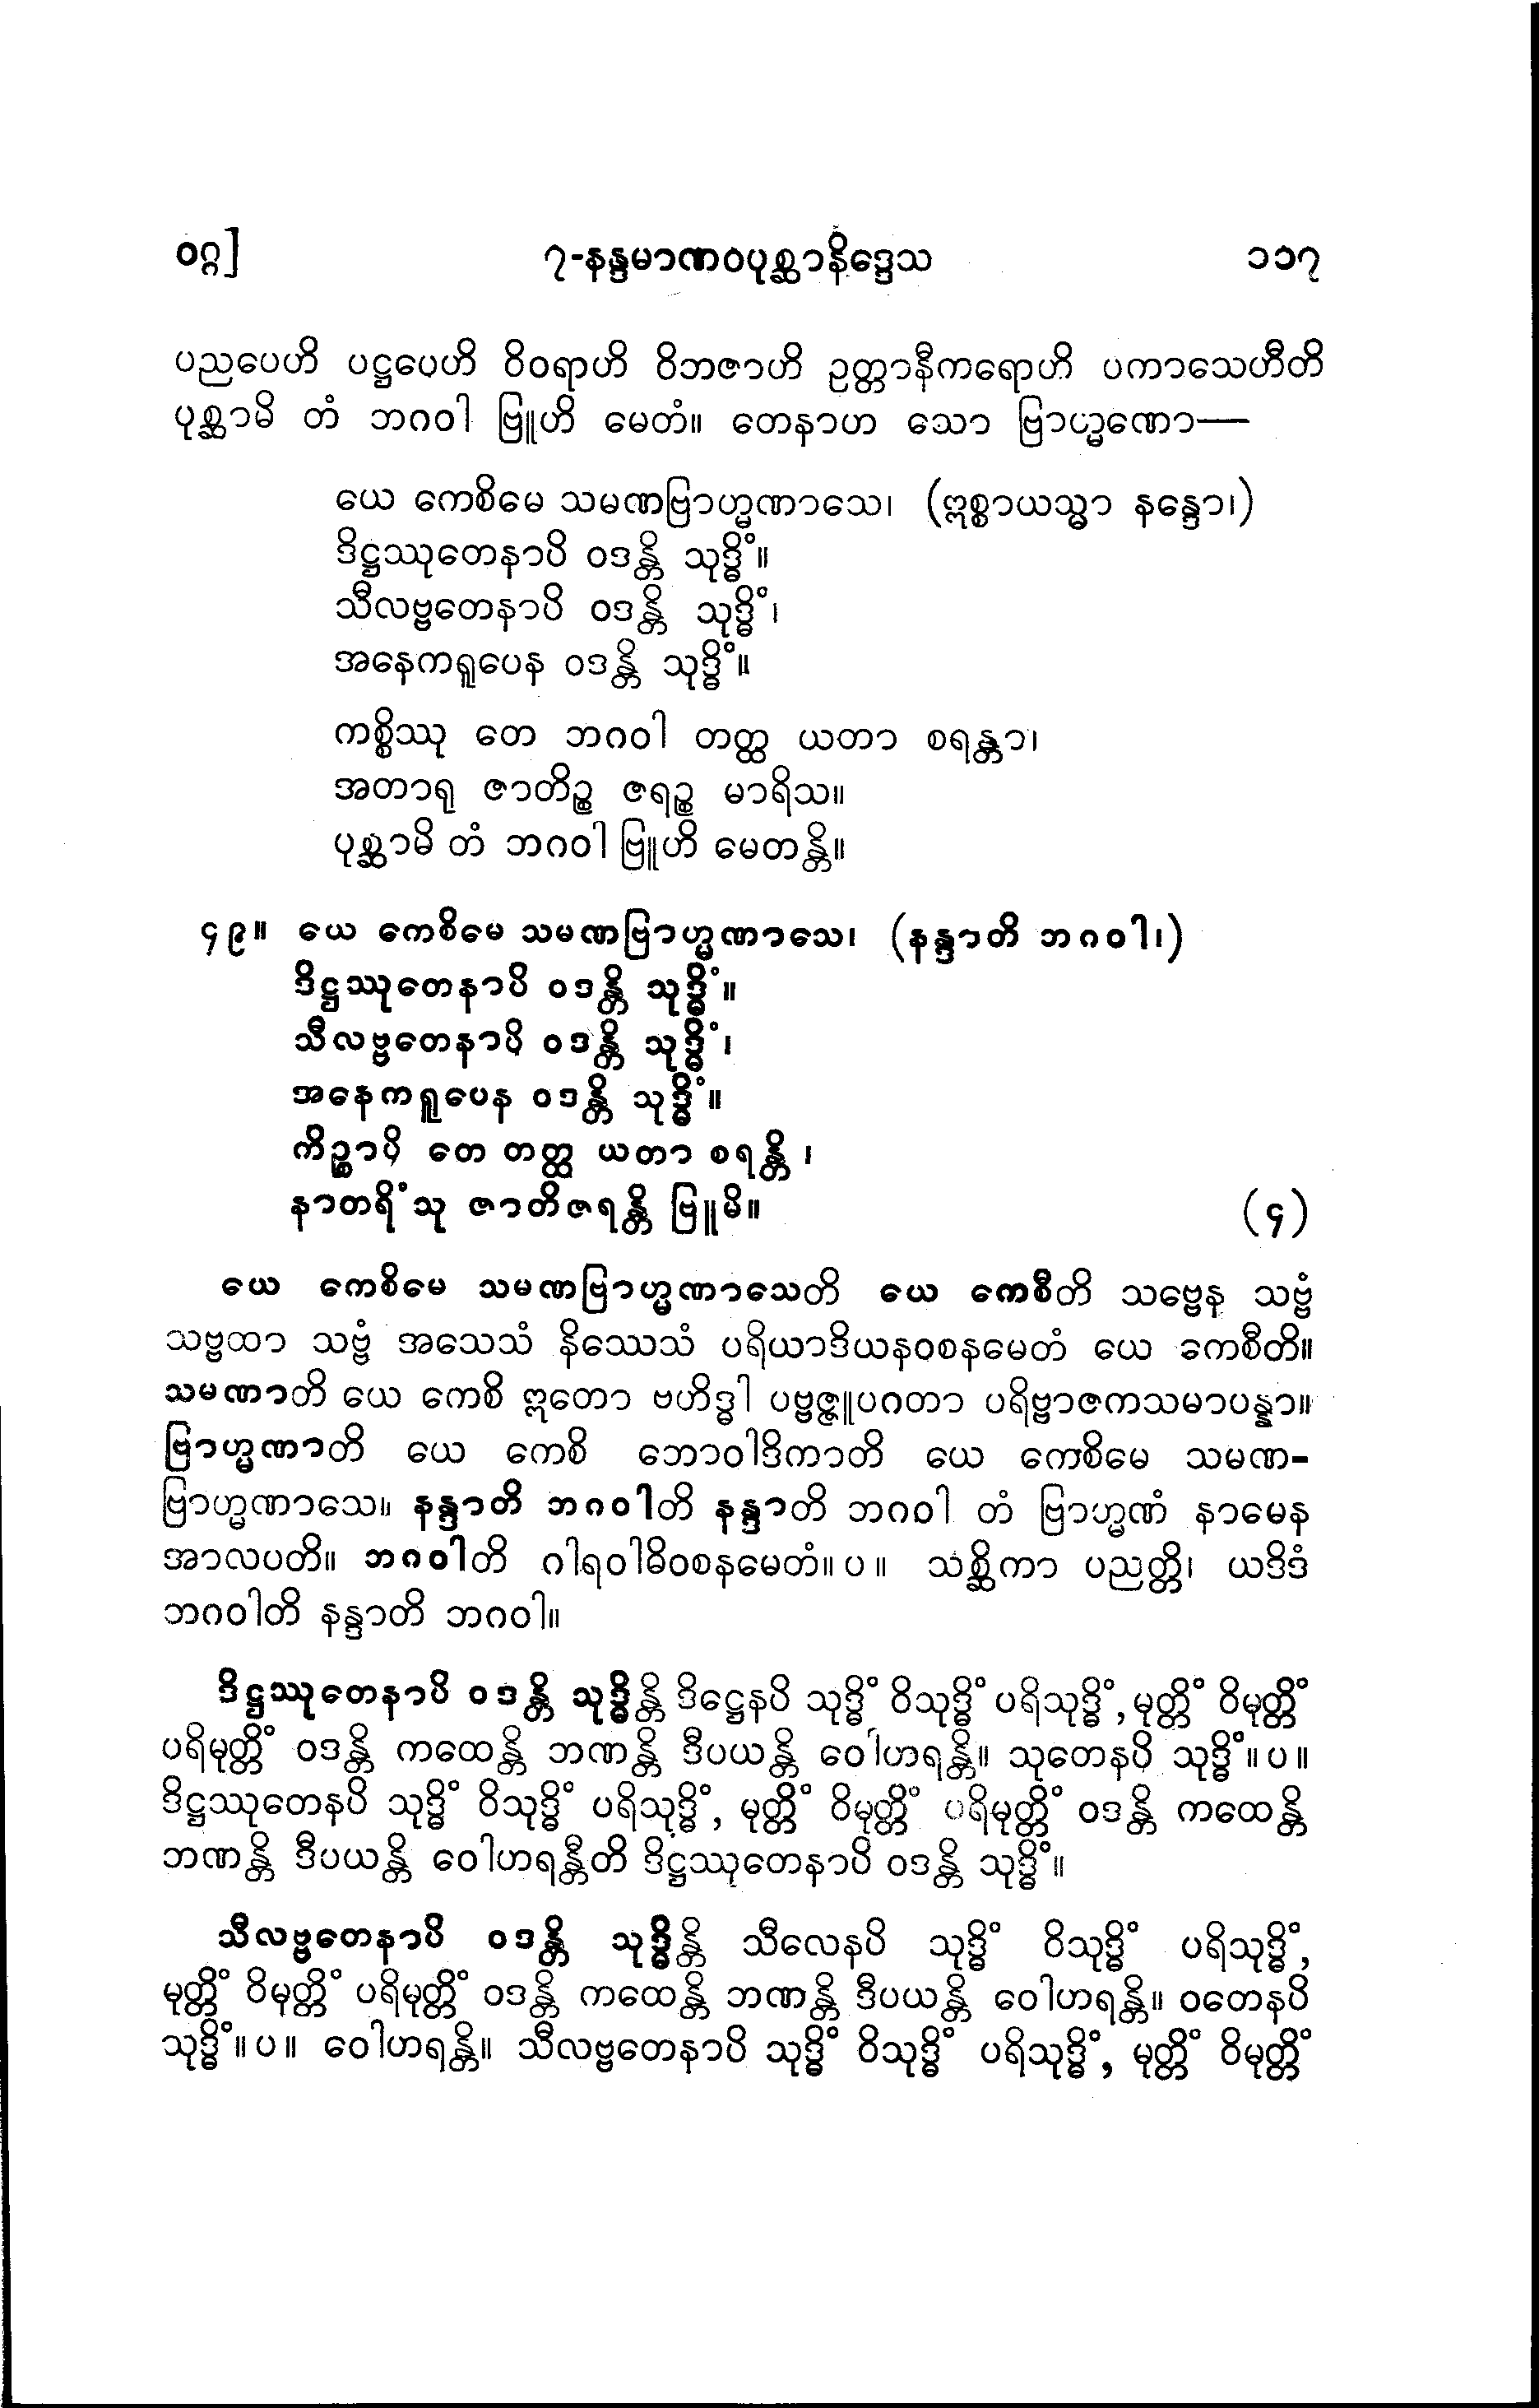 ဝဂ္ဂ]	၇-နန္ဒမာဏဝပုစ္ဆာနိဒ္ဒေသ	၁၁၇
ပညပေဟိ ပဋ္ဌပေဟိ ဝိဝရာဟိ ဝိဘဇာဟိ ဥတ္တာနီကရောဟိ ပကာသေဟီတိ
ပုစ္ဆာမိ တံ ဘဂဝါ ဗြူဟိ မေတံ။ တေနာဟ သော ဗြာဟ္မဏော—
ယေ ကေစိမေ သမဏဗြာဟ္မဏာသေ၊ (ဣစ္စာယသ္မာ နန္ဒော၊)
ဒိဋ္ဌဿုတေနာပိ ဝဒန္တိ သုဒ္ဓိံ။
သီလဗ္ဗတေနာပိ ဝဒန္တိ သုဒ္ဓိံ၊
အနေကရူပေန ဝဒန္တိ သုဒ္ဓိံ။
ကစ္စိဿု တေ ဘဂဝါ တတ္ထ ယတာ စရန္တာ၊
အတာရု ဇာတိဉ္စ ဇရဉ္စ မာရိသ။
ပုစ္ဆာမိ တံ ဘဂဝါ ဗြူဟိ မေတန္တိ။
၄၉။ ယေ ကေစိမေ သမဏဗြာဟ္မဏာသေ၊ (နန္ဒာတိ ဘဂဝါ၊)
ဒိဋ္ဌဿုတေနာပိ ဝဒန္တိ သုဒ္ဓိံ။
သီလဗ္ဗတေနာပိ ဝဒန္တိ သုဒ္ဓိံ၊
အနေကရူပေန ဝဒန္တိ သုဒ္ဓိံ။
ကိဉ္စာပိ တေ တတ္ထ ယတာ စရန္တိ၊
နာတရိံသု ဇာတိဇရန္တိ ဗြူမိ။	(၄)
ယေ ကေစိမေ သမဏဗြာဟ္မဏာသေတိ ယေ ကေစီတိ သဗ္ဗေန သဗ္ဗံ
သဗ္ဗထာ သဗ္ဗံ အသေသံ နိဿေသံ ပရိယာဒိယနဝစနမေတံ ယေ ကေစီတိ။
သမဏာတိ ယေ ကေစိ ဣတော ဗဟိဒ္ဓါ ပဗ္ဗဇ္ဇူပဂတာ ပရိဗ္ဗာဇကသမာပန္နာ။
ဗြာဟ္မဏာတိ ယေ ကေစိ ဘောဝါဒိကာတိ ယေ ကေစိမေ သမဏ-
ဗြာဟ္မဏာသေ။ နန္ဒာတိ ဘဂဝါတိ နန္ဒာတိ ဘဂဝါ တံ ဗြာဟ္မဏံ နာမေန
အာလပတိ။ ဘဂဝါတိ ဂါရဝါဓိဝစနမေတံ။ပ။ သစ္ဆိကာ ပညတ္တိ၊ ယဒိဒံ
ဘဂဝါတိ နန္ဒာတိ ဘဂဝါ။
ဒိဋ္ဌဿုတေနာပိ ဝဒန္တိ သုဒ္ဓိန္တိ ဒိဋ္ဌေနပိ သုဒ္ဓိံ ဝိသုဒ္ဓိံ ပရိသုဒ္ဓိံ, မုတ္တိံ ဝိမုတ္တိံ
ပရိမုတ္တိံ ဝဒန္တိ ကထေန္တိ ဘဏန္တိ ဒီပယန္တိ ဝေါဟရန္တိ။ သုတေနပိ သုဒ္ဓိံ။ပ။
ဒိဋ္ဌဿုတေနပိ သုဒ္ဓိံ ဝိသုဒ္ဓိံ ပရိသုဒ္ဓိံ, မုတ္တိံ ဝိမုတ္တိံ ပရိမုတ္တိံ ဝဒန္တိ ကထေန္တိ
ဘဏန္တိ ဒီပယန္တိ ဝေါဟရန္တီတိ ဒိဋ္ဌဿုတေနာပိ ဝဒန္တိ သုဒ္ဓိံ။
သီလဗ္ဗတေနာပိ ဝဒန္တိ သုဒ္ဓိန္တိ သီလေနပိ သုဒ္ဓိံ ဝိသုဒ္ဓိံ ပရိသုဒ္ဓိံ,
မုတ္တိံ ဝိမုတ္တိံ ပရိမုတ္တိံ ဝဒန္တိ ကထေန္တိ ဘဏန္တိ ဒီပယန္တိ ဝေါဟရန္တိ။ ဝတေနပိ
သုဒ္ဓိံ။ပ။ ဝေါဟရန္တိ။ သီလဗ္ဗတေနာပိ သုဒ္ဓိံ ဝိသုဒ္ဓိံ ပရိသုဒ္ဓိံ, မုတ္တိံ ဝိမုတ္တိံ